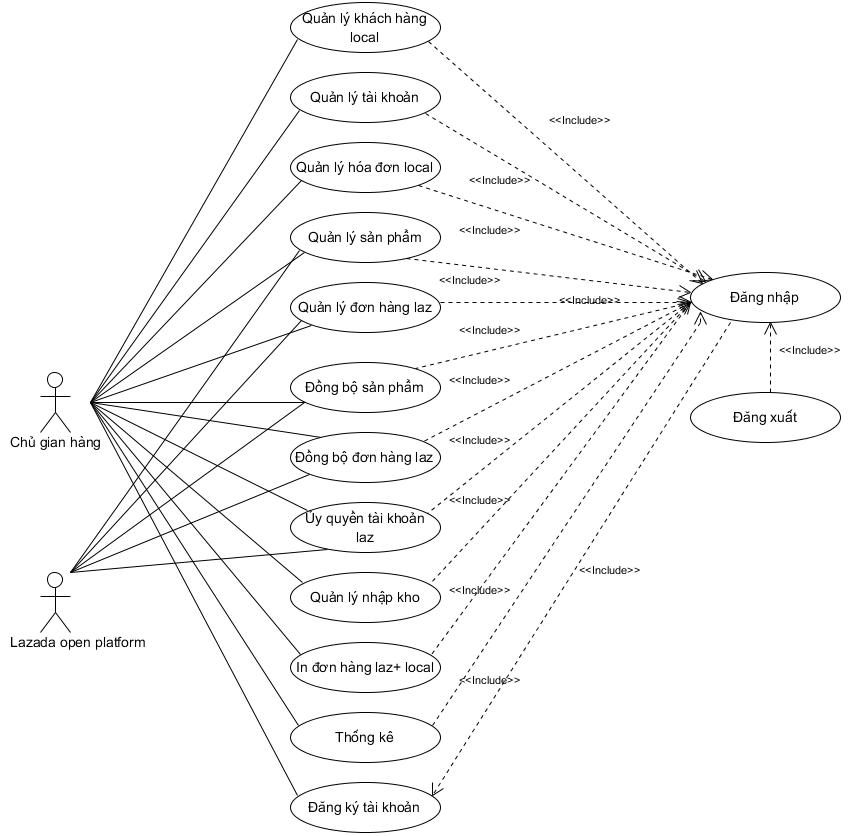 Quản lý khách hàng
local
Quản lý tài khoản
<<Include>>
Quản lý hóa đơn local
<<Include>>
Quản lý sản phẩm
<<Include>>
Quản lý đơn hàng laz
<<Include>>
<<Include>>
Đăng nhập
<<Include>>
<<Include>>
Đồng bộ sản phẩm
<<Include>>
Đăng xuất
Chủ gian hàng
<<Include>>
Đồng bộ đơn hàng laz
<<Include>>
Ủy quyền tài khoản
laz
<<Include>>
Quản lý nhập kho
<<Include>>
Lazada open platform
In đơn hàng laz+ local
<<Include>>
Thống kê
Đăng ký tài khoản